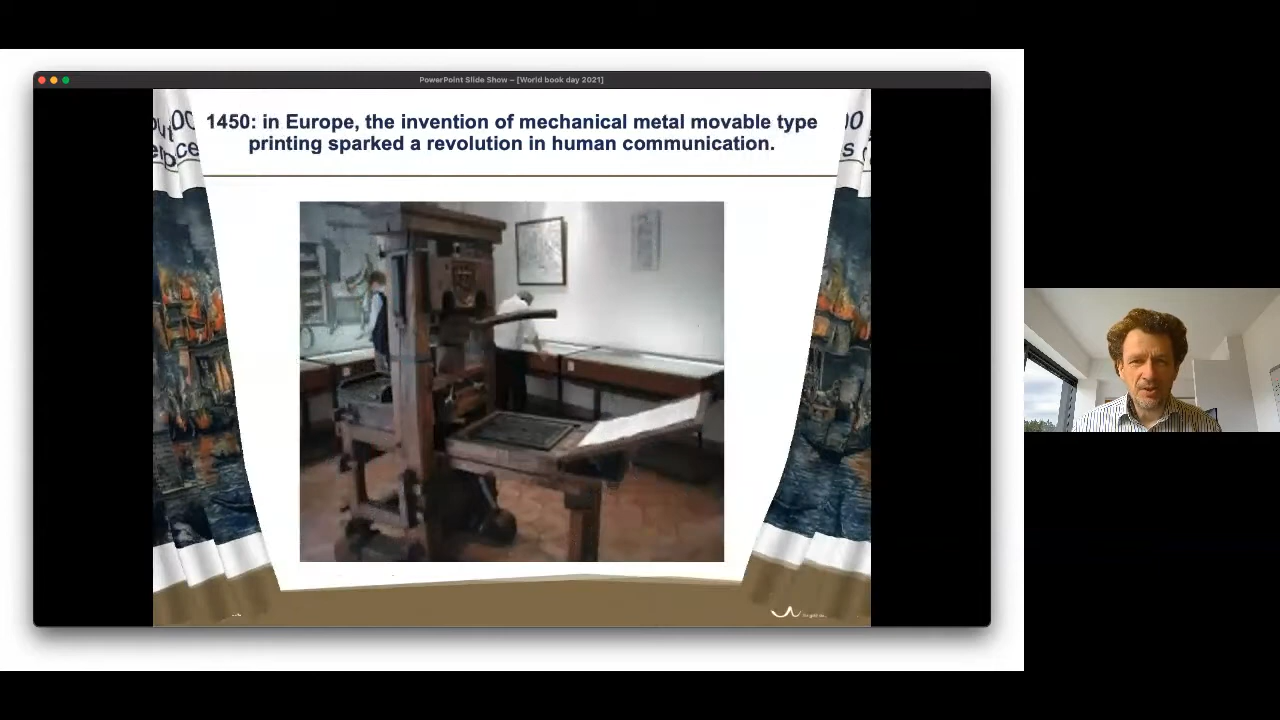 PowerPoint Slide Show – [World book day 2021]
1450: in Europe, the invention of mechanical metal movable type
printing sparked a revolution in human communication.